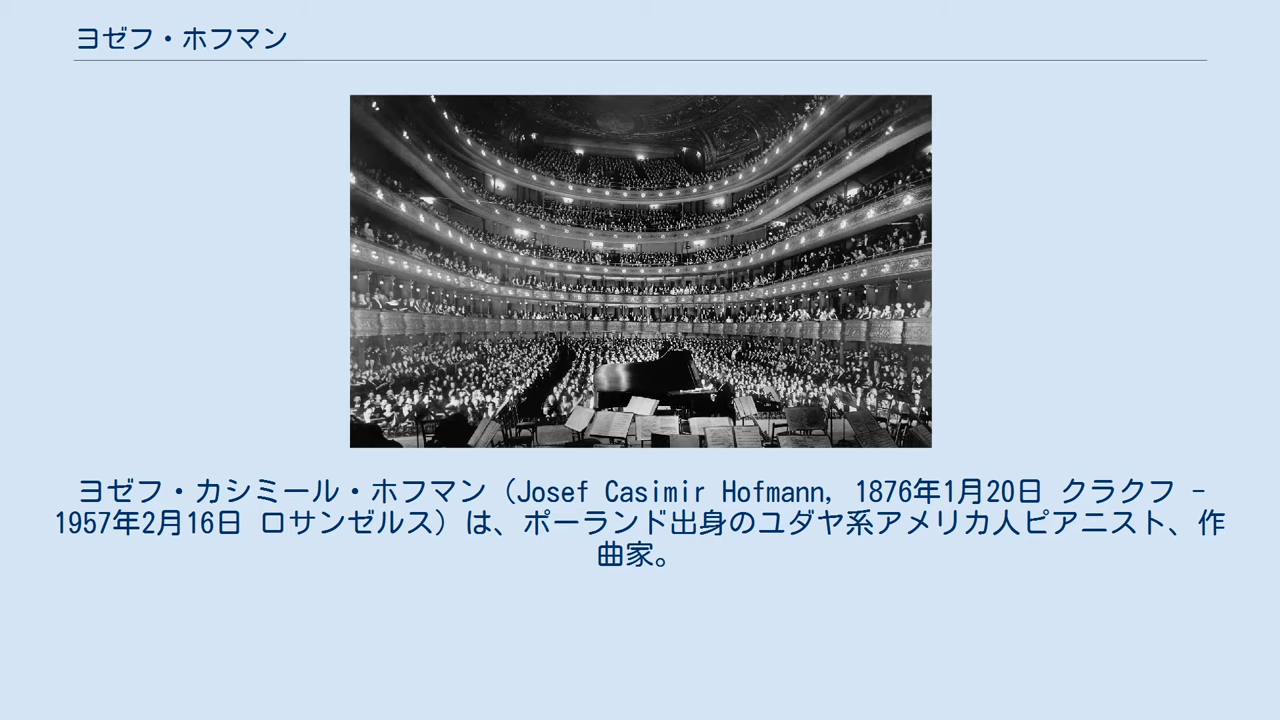 ヨゼフ・ホフマン
ヨゼフ・カシミール・ホフマン（Josef Casimir Hofmann, 1876年1月20日 クラクフ –
1957年2月16日 ロサンゼルス）は、ポーランド出身のユダヤ系アメリカ人ピアニスト、作
曲家。